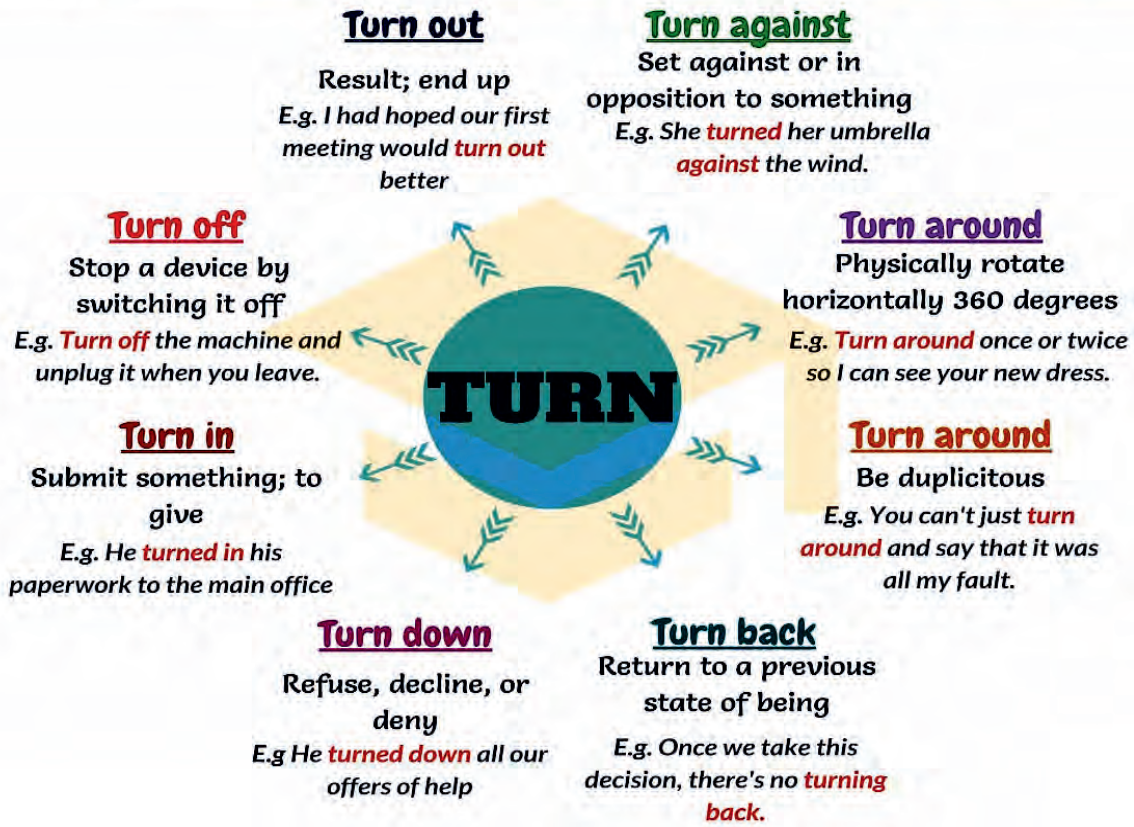 Turn out
Result; end up
E.g. I had hoped our first
meeting would turn out
better
Turn against
Set against or in
opposition to something
E.g. She turned her umbrella
against the wind.
Turn off
Stop a device by
switching it off
E.g. Turn off the machine and
unplug it when you leave.
Turn around
Physically rotate
horizontally 360 degrees
E.g. Turn around once or twice
so I can see your new dress.
TURN
Turn in
Submit something; to
give
E.g. He turned in his
paperwork to the main office
Turn around
Be duplicitous
E.g. You can't just turn
around and say that it was
all my fault.
Turn down
Refuse, decline, or
deny
E.g He turned down all our
offers of help
Turn back
Return to a previous
state of being
E.g. Once we take this
decision, there's no turning
back.